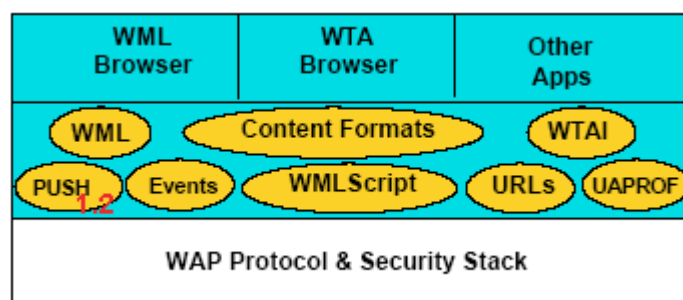 WML
Browser
WTA
Browser
Other
Apps
WML
Content Formats
WTAI
PUSH
1.2
Events
WMLScript
URLs
UAPROF
WAP Protocol & Security Stack